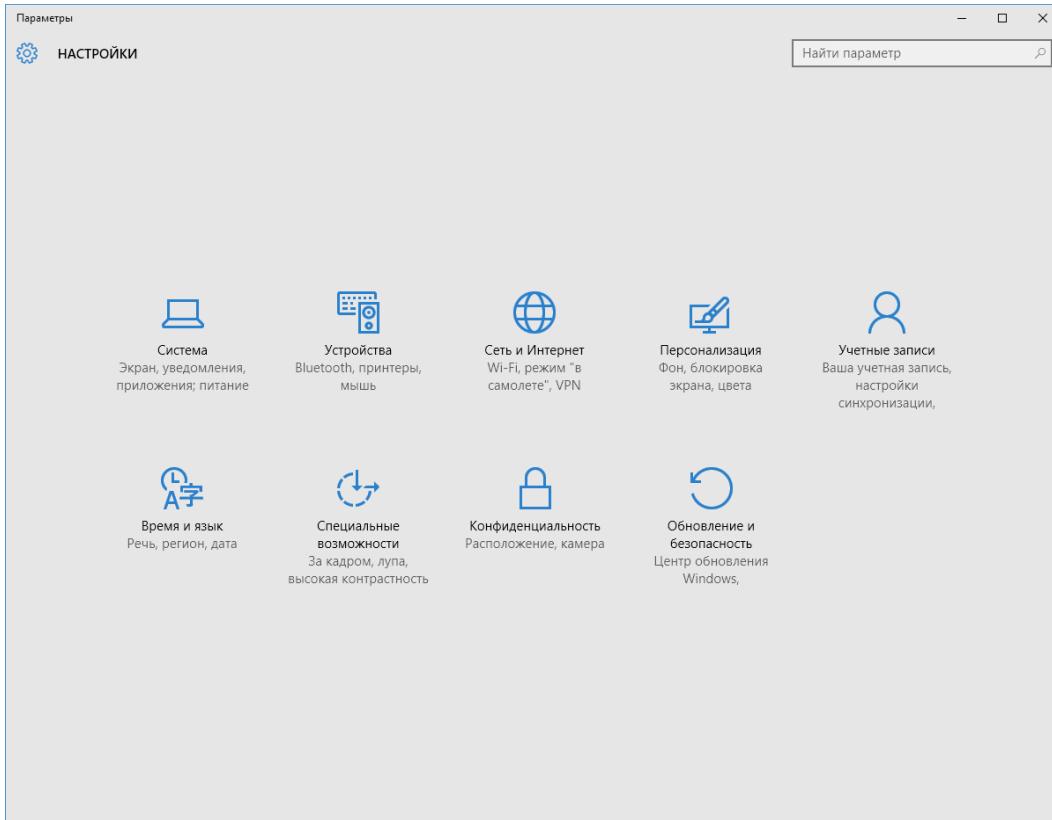 Параметры
НАСТРОЙКИ
Найти параметр
Система
Экран, уведомления,
приложения; питание
Устройства
Bluetooth, принтеры,
мышь
Сеть и Интернет
Wi-Fi, режим "в
самолете", VPN
Персонализация
Фон, блокировка
экрана, цвета
Учетные записи
Ваша учетная запись,
настройки
синхронизации,
Время и язык
Речь, регион, дата
Специальные
возможности
За кадром, лупа,
высокая контрастность
Конфиденциальность
Расположение, камера
Обновление и
безопасность
Центр обновления
Windows,